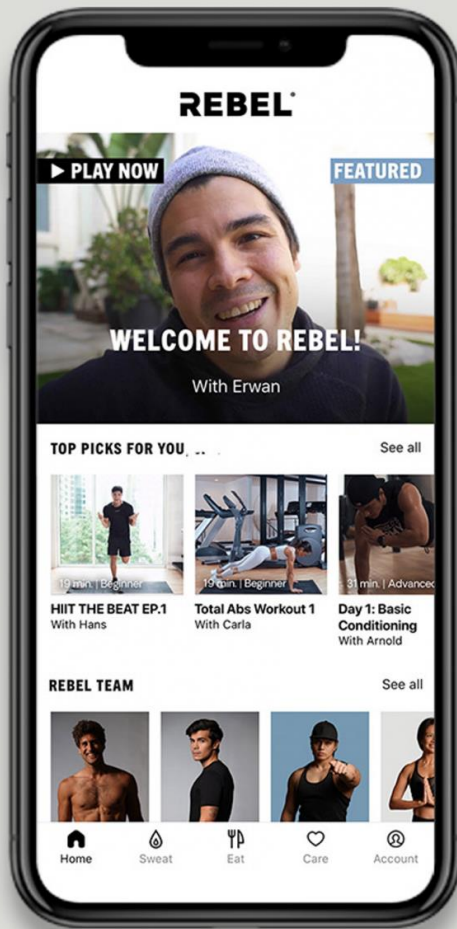 REBEL
▶ PLAY NOW
FEATURED
WELCOME TO REBEL!
With Erwan
TOP PICKS FOR YOU
See all
19 min. | Beginner
19 min. | Beginner
31 min. | Advanced
HIIT THE BEAT EP.1
Total Abs Workout 1
Day 1: Basic
Conditioning
With Hans
With Carla
With Arnold
REBEL TEAM
See all
Home
Sweat
Eat
Care
Account